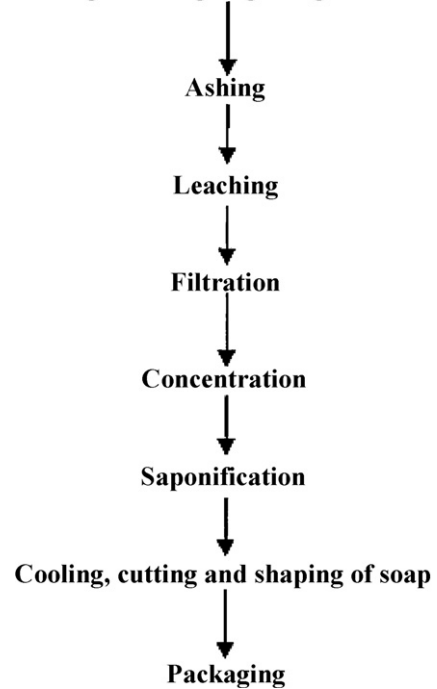 Ashing
Leaching
Filtration
Concentration
Saponification
Cooling, cutting and shaping of soap
Packaging